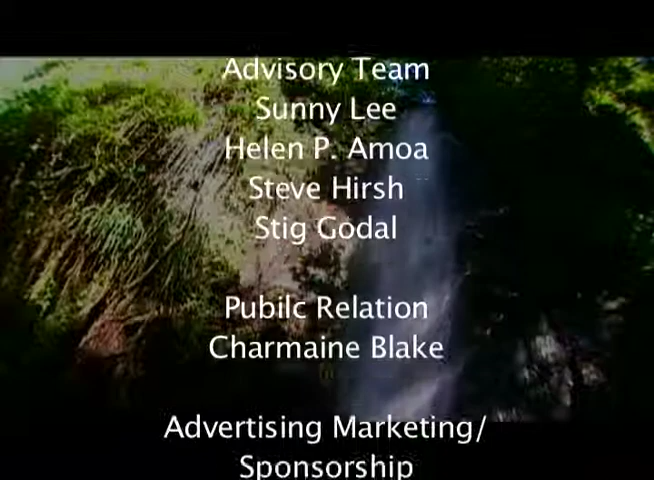 Advisory Team
Sunny Lee
Helen P. Amoa
Steve Hirsh
Stig Godal
Pubilc Relation
Charmaine Blake
Advertising Marketing/
Sponsorship